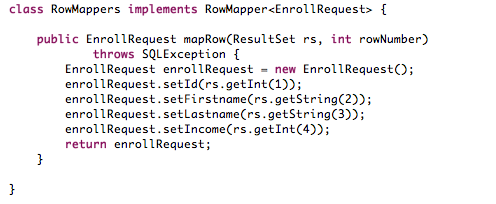 class RowMappers implements RowMapper<EnrollRequest> {
public EnrollRequest mapRow(ResultSet rs, int rowNumber)
throws SQLException {
EnrollRequest enrollRequest = new EnrollRequest();
enrollRequest.setId(rs.getInt(1));
enrollRequest.setFirstname(rs.getString(2));
enrollRequest.setLastname(rs.getString(3));
enrollRequest.setIncome(rs.getInt(4));
return enrollRequest;
}
}